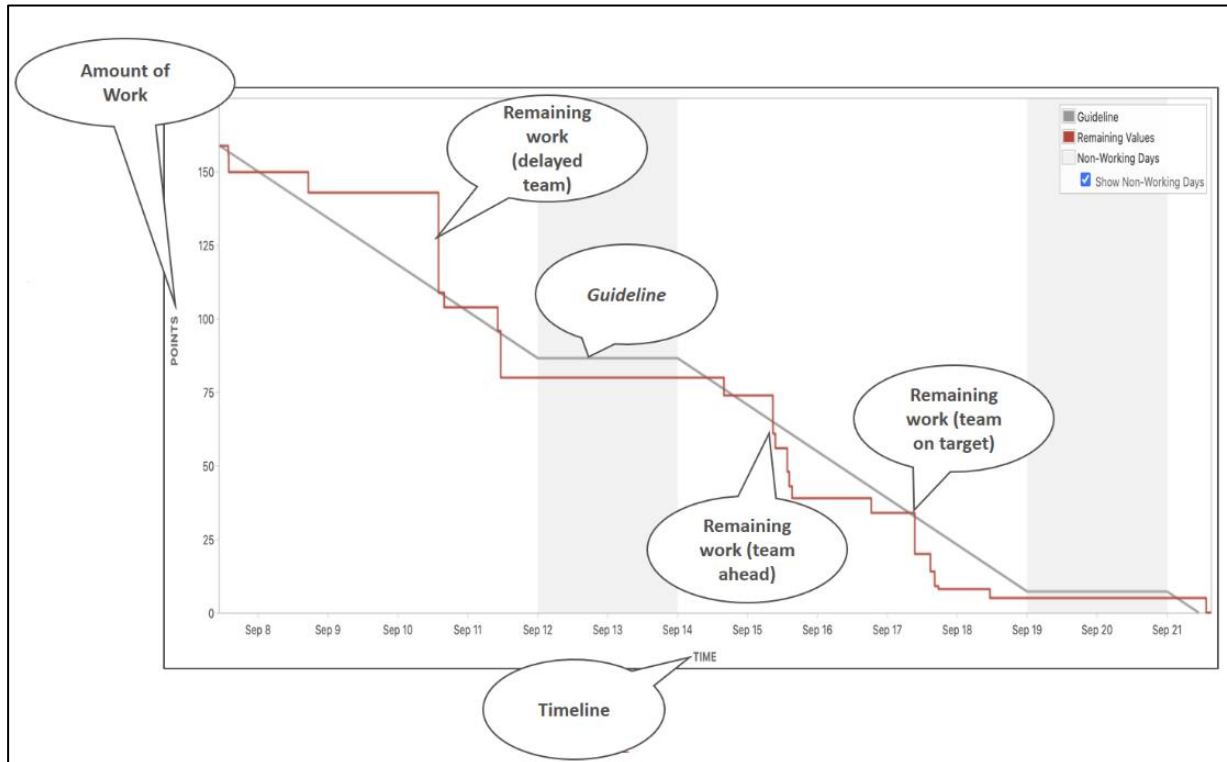 Amount of
Work
Remaining
work
(delayed
team)
Guideline
Remaining Values
Non-Working Days
Show Non-Working Days
150
125
100
75
50
25
0
POINTS
Guideline
Remaining
work (team
on target)
Remaining
work (team
ahead)
Sep 8
Sep 9
Sep 10
Sep 11
Sep 12
Sep 13
Sep 14
Sep 15
Sep 16
Sep 17
Sep 18
Sep 19
Sep 20
Sep 21
TIME
Timeline